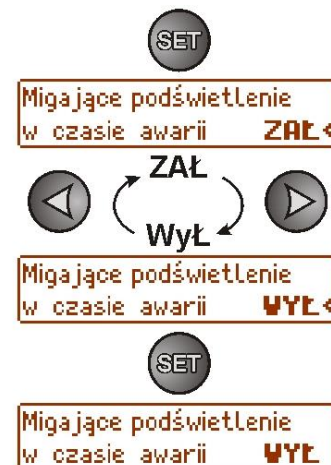 SET
Migające podświetlenie
w czasie awarii ZAŁ
ZAŁ
WyŁ
Migające podświetlenie
w czasie awarii WYŁ
SET
Migające podświetlenie
w czasie awarii WYŁ